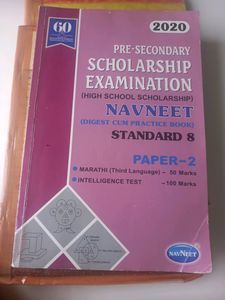 60
2020
PRE-SECONDARY
SCHOLARSHIP
EXAMINATION
(HIGH SCHOOL SCHOLARSHIP)
NAVNEET
(DIGEST CUM PRACTICE BOOK)
STANDARD 8
PAPER-2
MARATHI (Third Language) - 50 Marks
INTELLIGENCE TEST - 100 Marks
NAVNEET